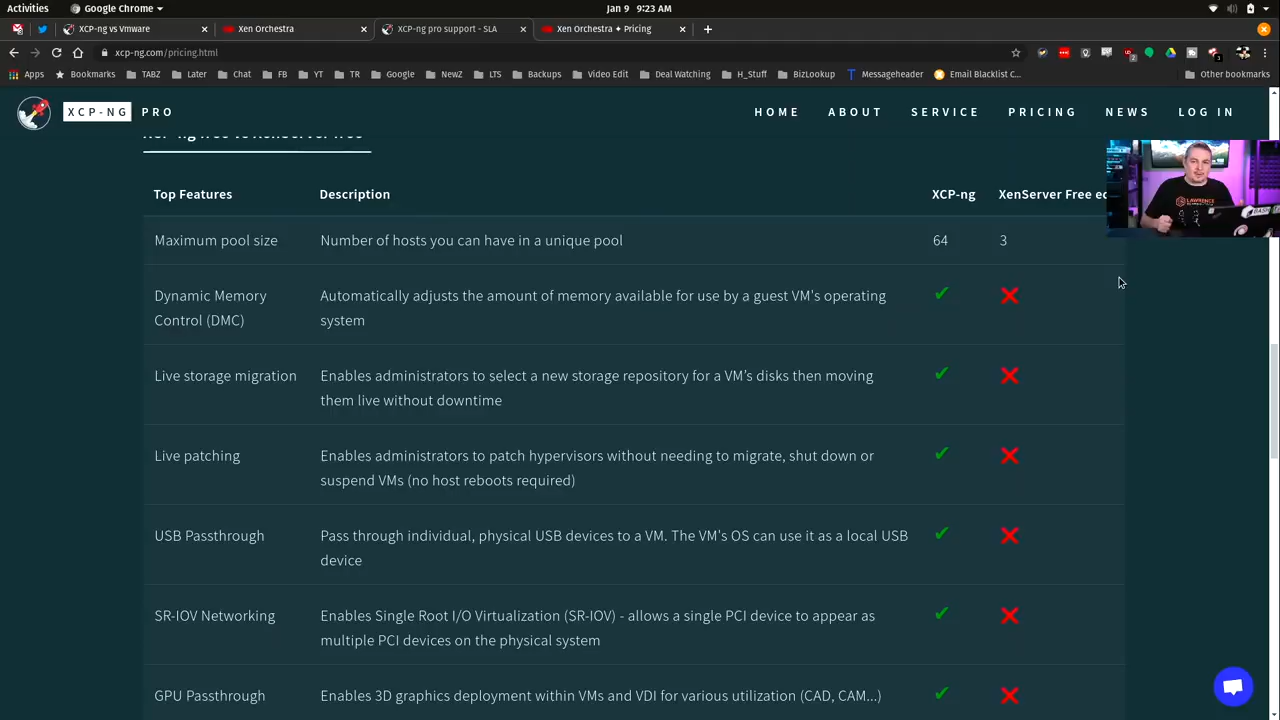 Activities
Google Chrome
Jan 9 9:23 AM
XCP-ng vs Vmware
Xen Orchestra
XCP-ng pro support - SLA
Xen Orchestra ✦ Pricing
xcp-ng.com/pricing.html
Apps
Bookmarks
TABZ
Later
Chat
FB
YT
TR
Google
NewZ
LTS
Backups
Video Edit
Deal Watching
H_Stuff
BizLookup
Messageheader
Email Blacklist C...
Other bookmarks
XCP-NG PRO
HOME ABOUT SERVICE PRICING NEWS LOG IN
XCP-ng free vs XenServer free
Top Features Description XCP-ng XenServer Free ed
Maximum pool size Number of hosts you can have in a unique pool 64 3
Dynamic Memory
Control (DMC)
Automatically adjusts the amount of memory available for use by a guest VM's operating
system
✔ ❌
Live storage migration
Enables administrators to select a new storage repository for a VM's disks then moving
them live without downtime
✔ ❌
Live patching
Enables administrators to patch hypervisors without needing to migrate, shut down or
suspend VMs (no host reboots required)
✔ ❌
USB Passthrough
Pass through individual, physical USB devices to a VM. The VM's OS can use it as a local USB
device
✔ ❌
SR-IOV Networking
Enables Single Root I/O Virtualization (SR-IOV) - allows a single PCI device to appear as
multiple PCI devices on the physical system
✔ ❌
GPU Passthrough
Enables 3D graphics deployment within VMs and VDI for various utilization (CAD, CAM...)
✔ ❌
LAWRENCE